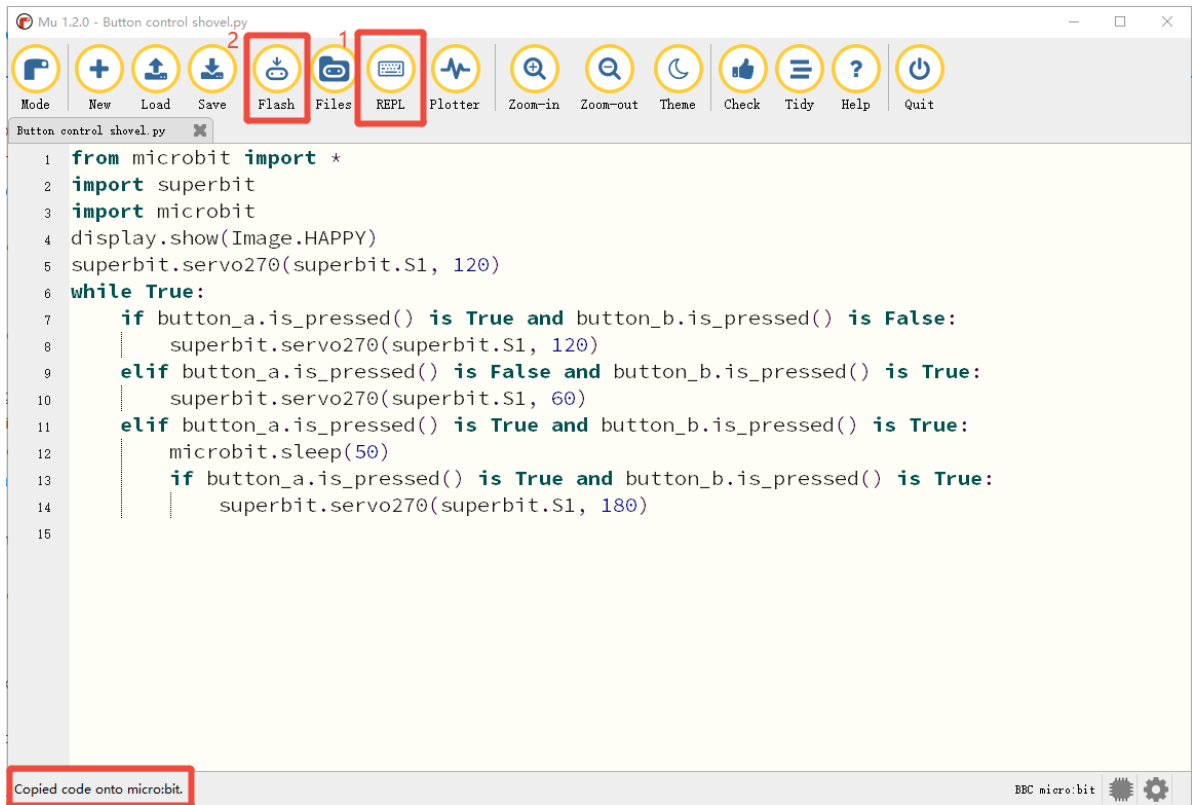 Mu 1.2.0 - Button control shovel.py
2 1
Mode New Load Save Flash Files REPL Plotter Zoom-in Zoom-out Theme Check Tidy Help Quit
Button control shovel.py
1 from microbit import *
2 import superbit
3 import microbit
4 display.show(Image.HAPPY)
5 superbit.servo270(superbit.S1, 120)
6 while True:
7 if button_a.is_pressed() is True and button_b.is_pressed() is False:
8 superbit.servo270(superbit.S1, 120)
9 elif button_a.is_pressed() is False and button_b.is_pressed() is True:
10 superbit.servo270(superbit.S1, 60)
11 elif button_a.is_pressed() is True and button_b.is_pressed() is True:
12 microbit.sleep(50)
13 if button_a.is_pressed() is True and button_b.is_pressed() is True:
14 superbit.servo270(superbit.S1, 180)
15
Copied code onto micro:bit. BBC micro:bit